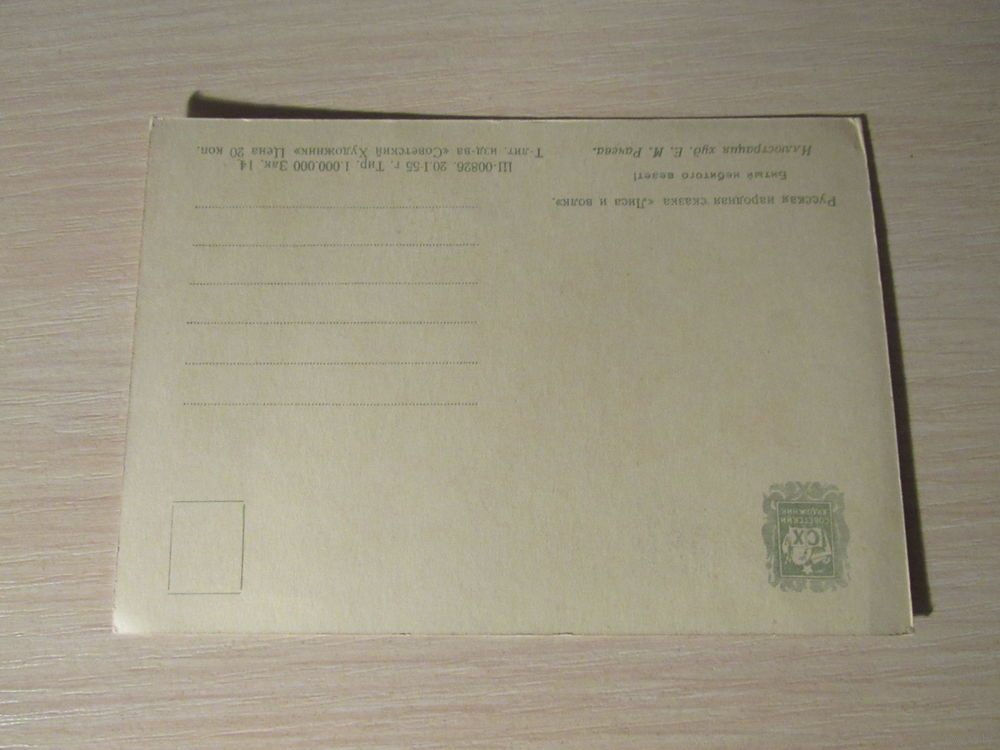 СОВЕТСКИЙ
ХУДОЖНИК
СХ
Русская народная сказка «Лиса и волк».
Битый небитого везет!
Иллюстрация худ. Е. М. Рачева.
Ш-00826. 20.I-55 г. Тир. 1.000.000 Зак. 14
Т-лит. изд-ва «Советский Художник» Цена 20 коп.